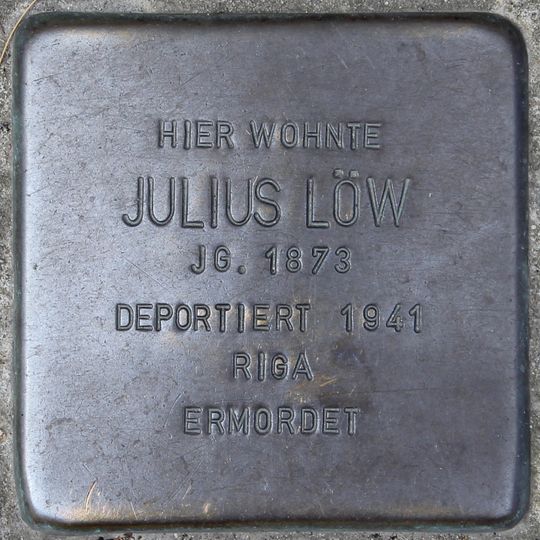 HIER WOHNTE
JULIUS LÖW
JG. 1873
DEPORTIERT 1941
RIGA
ERMORDET